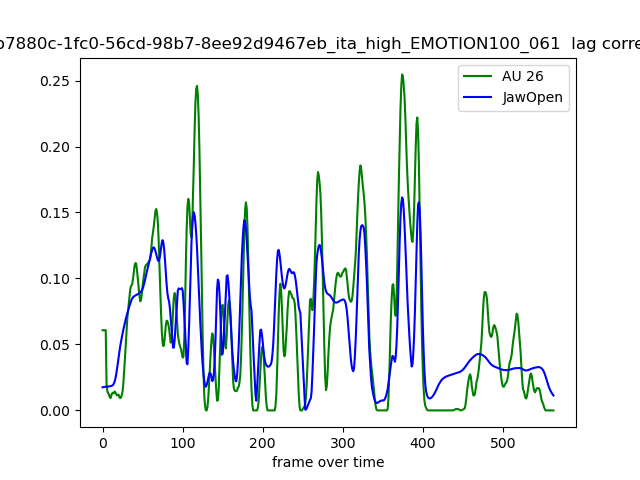 b7880c-1fc0-56cd-98b7-8ee92d9467eb_ita_high_EMOTION100_061 lag corre
AU 26
JawOpen
0.25
0.20
0.15
0.10
0.05
0.00
0 100 200 300 400 500
frame over time